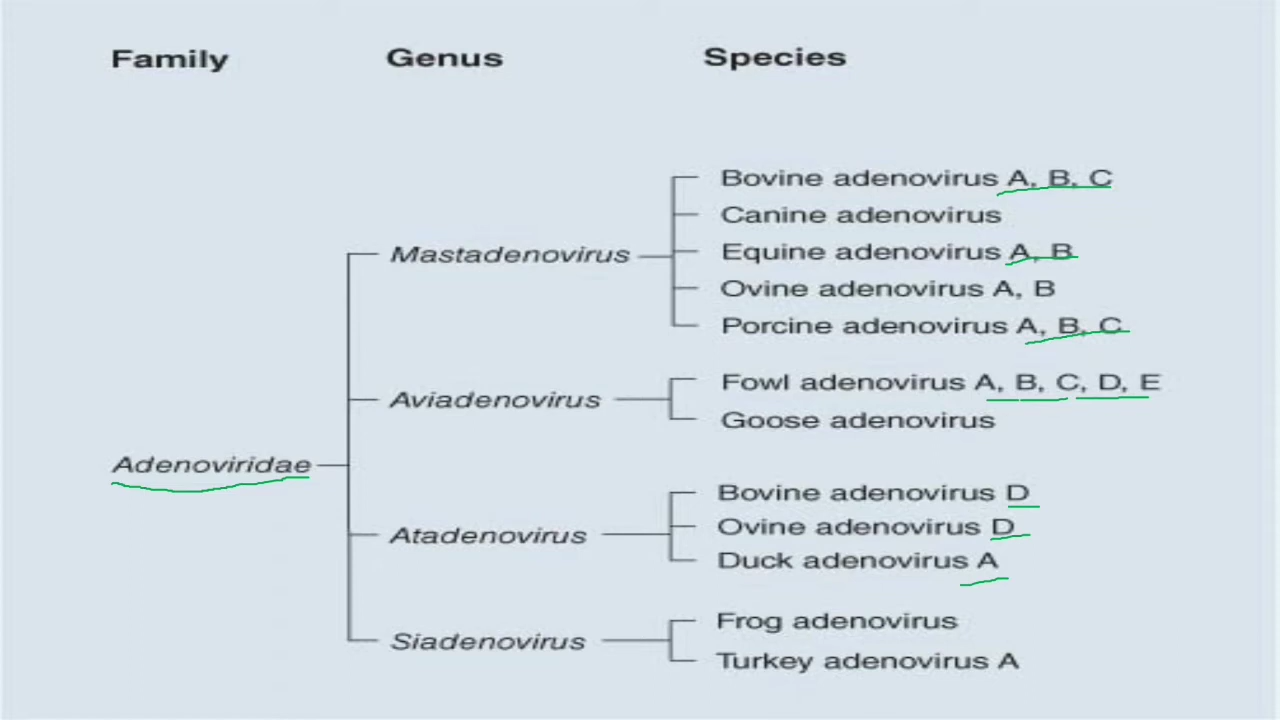 Family Genus Species
Bovine adenovirus A, B, C
Canine adenovirus
Mastadenovirus Equine adenovirus A, B
Ovine adenovirus A, B
Porcine adenovirus A, B, C
Fowl adenovirus A, B, C, D, E
Aviadenovirus
Goose adenovirus
Adenoviridae
Bovine adenovirus D
Atadenovirus Ovine adenovirus D
Duck adenovirus A
Frog adenovirus
Siadenovirus
Turkey adenovirus A